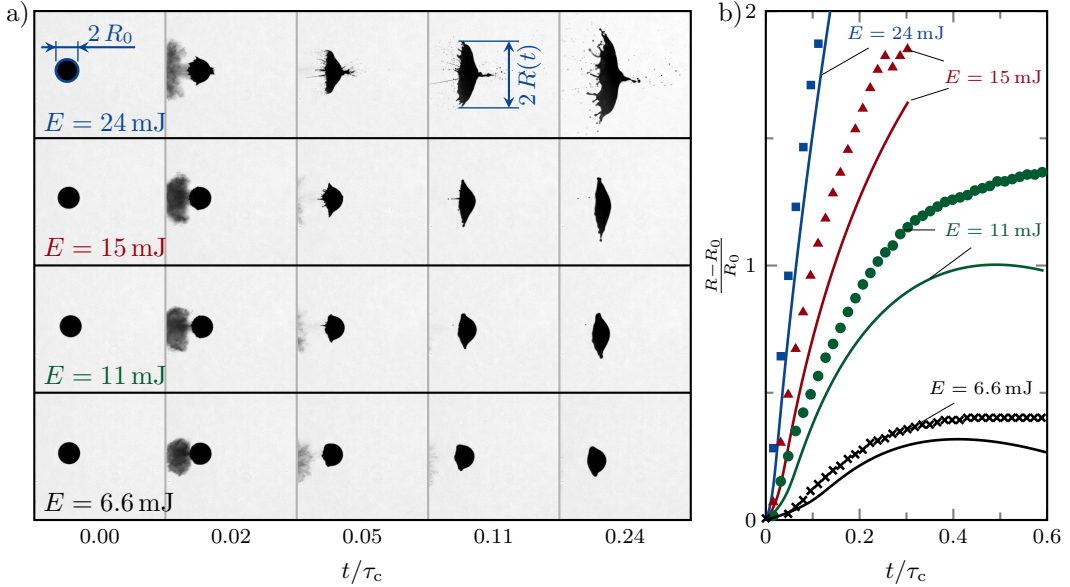 a)
2 R₀
2 R(t)
E = 24 mJ
E = 15 mJ
E = 11 mJ
E = 6.6 mJ
0.00 0.02 0.05 0.11 0.24
t/τc
b)
2
1
0
R−R₀
R₀
E = 24 mJ
E = 15 mJ
E = 11 mJ
E = 6.6 mJ
0 0.2 0.4 0.6
t/τc